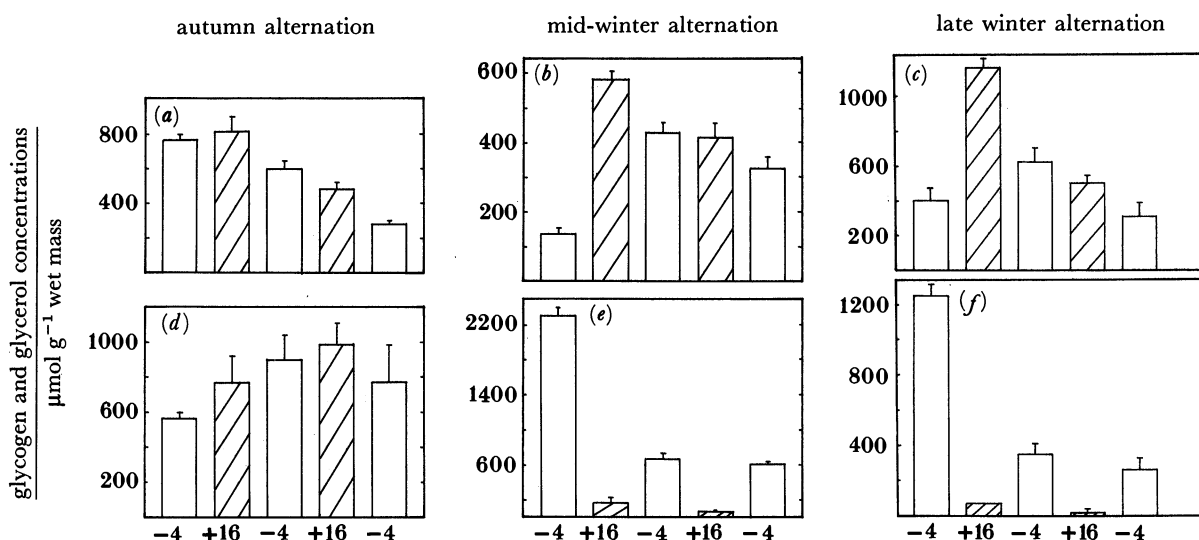 autumn alternation
mid-winter alternation
late winter alternation
glycogen and glycerol concentrations
μmol g⁻¹ wet mass
(a)
800
400
(b)
600
400
200
(c)
1000
600
200
(d)
1000
600
200
(e)
2200
1400
600
(f)
1200
800
400
−4 +16 −4 +16 −4
−4 +16 −4 +16 −4
−4 +16 −4 +16 −4